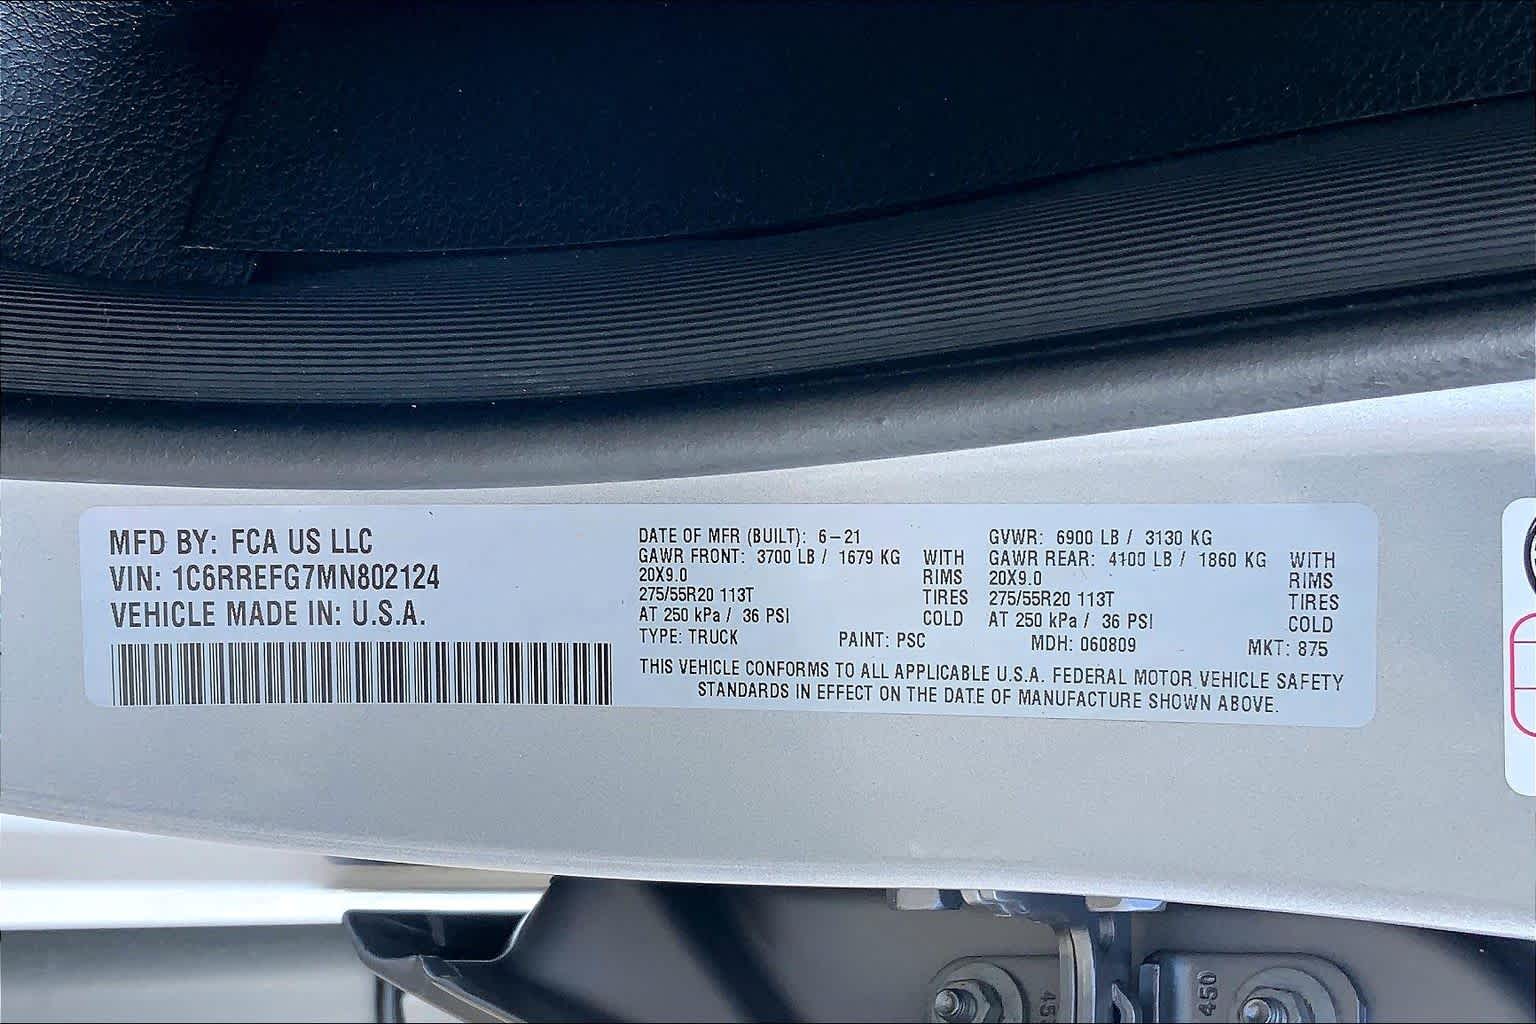 MFD BY: FCA US LLC
VIN: 1C6RREFG7MN802124
VEHICLE MADE IN: U.S.A.
DATE OF MFR (BUILT): 6-21
GAWR FRONT: 3700 LB / 1679 KG WITH
20X9.0 RIMS
275/55R20 113T TIRES
AT 250 kPa / 36 PSI COLD
GVWR: 6900 LB / 3130 KG
GAWR REAR: 4100 LB / 1860 KG WITH
20X9.0 RIMS
275/55R20 113T TIRES
AT 250 kPa / 36 PSI COLD
TYPE: TRUCK PAINT: PSC MDH: 060809 MKT: 875
THIS VEHICLE CONFORMS TO ALL APPLICABLE U.S.A. FEDERAL MOTOR VEHICLE SAFETY
STANDARDS IN EFFECT ON THE DATE OF MANUFACTURE SHOWN ABOVE.
450